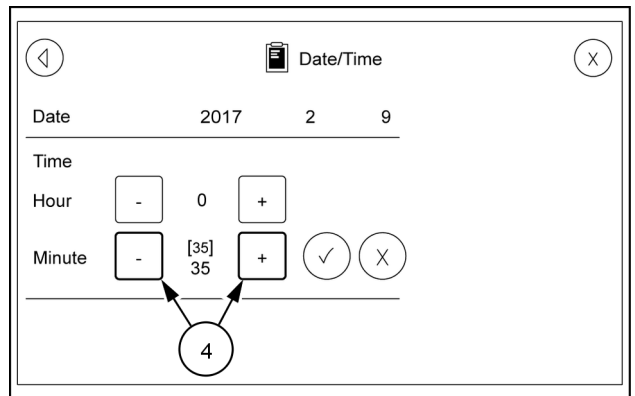 Date/Time
X
Date 2017 2 9
Time
Hour - 0 +
[35]
Minute - 35 + X
4